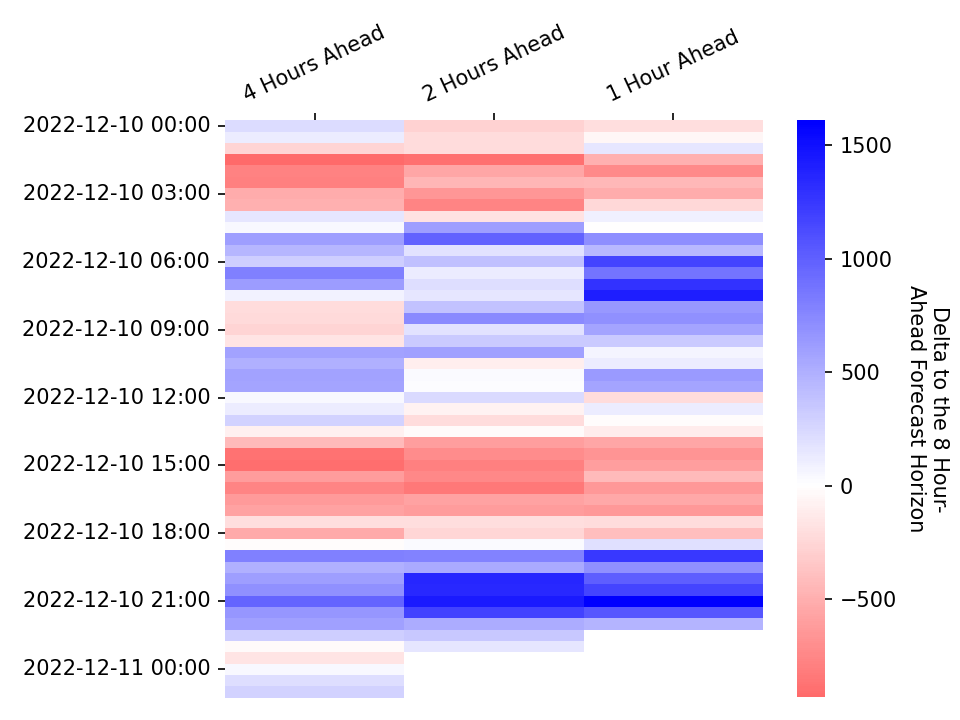 4 Hours Ahead
2 Hours Ahead
1 Hour Ahead
2022-12-10 00:00
2022-12-10 03:00
2022-12-10 06:00
2022-12-10 09:00
2022-12-10 12:00
2022-12-10 15:00
2022-12-10 18:00
2022-12-10 21:00
2022-12-11 00:00
1500
1000
500
0
−500
Delta to the 8 Hour-
Ahead Forecast Horizon